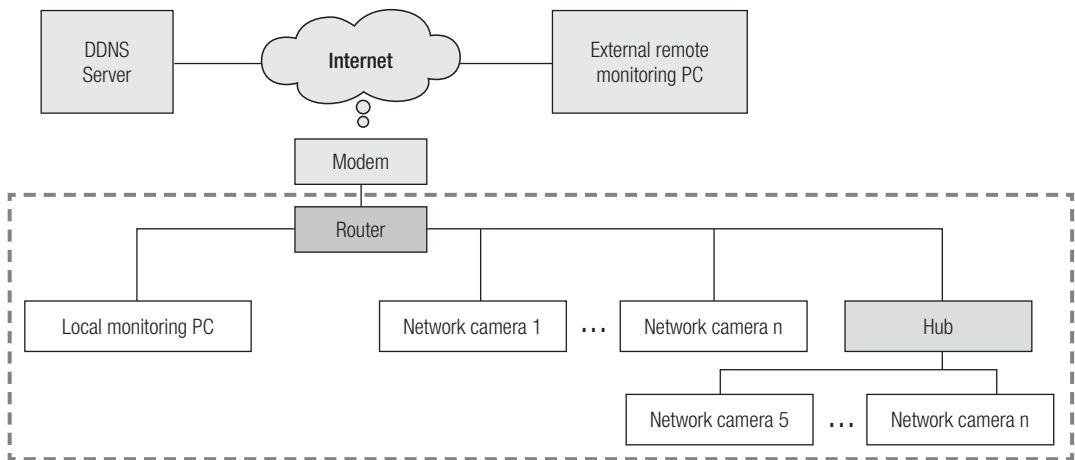 DDNS
Server
Internet
External remote
monitoring PC
Modem
Router
Local monitoring PC
Network camera 1
...
Network camera n
Hub
Network camera 5
...
Network camera n